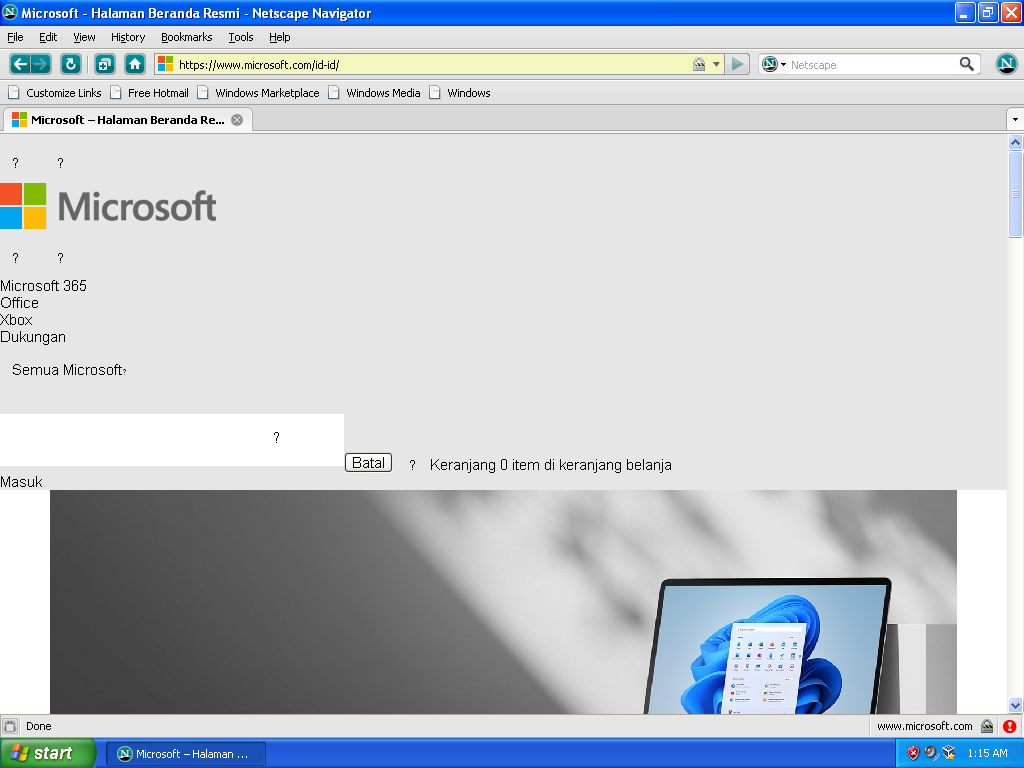 Microsoft - Halaman Beranda Resmi - Netscape Navigator
File Edit View History Bookmarks Tools Help
https://www.microsoft.com/id-id/
Netscape
Customize Links Free Hotmail Windows Marketplace Windows Media Windows
Microsoft – Halaman Beranda Re...
? ?
Microsoft
? ?
Microsoft 365
Office
Xbox
Dukungan
Semua Microsoft?
?
Batal ? Keranjang 0 item di keranjang belanja
Masuk
Done www.microsoft.com
start Microsoft – Halaman ... 1:15 AM